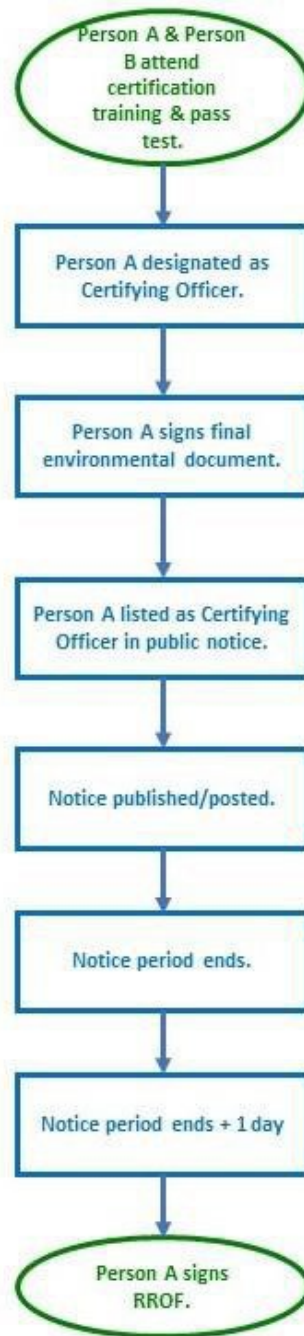 Person A & Person
B attend
certification
training & pass
test.
Person A designated as
Certifying Officer.
Person A signs final
environmental document.
Person A listed as Certifying
Officer in public notice.
Notice published/posted.
Notice period ends.
Notice period ends + 1 day
Person A signs
RROF.